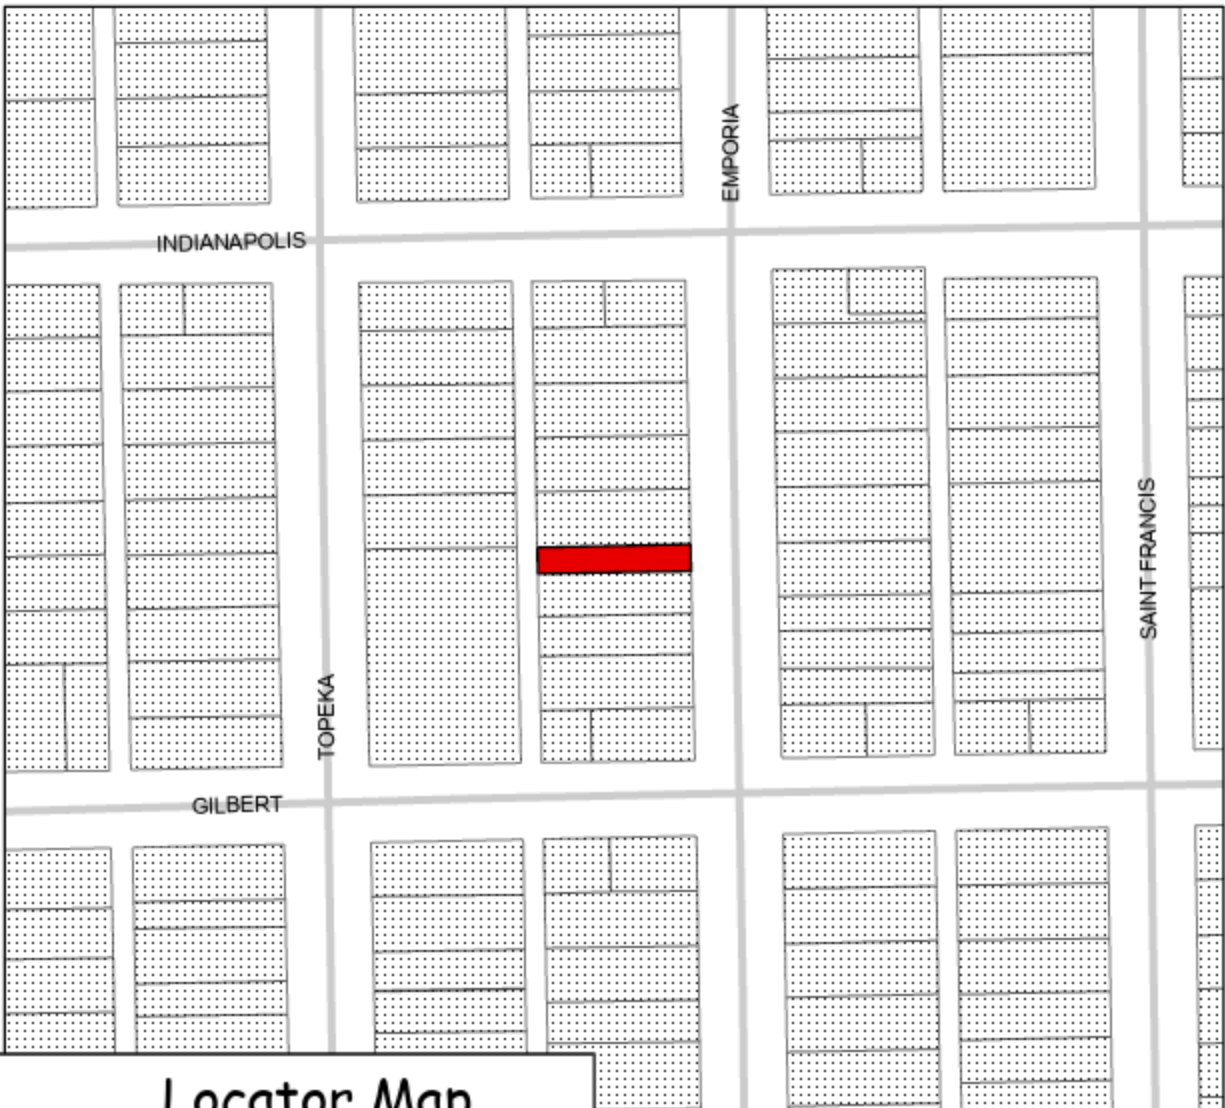 EMPORIA
INDIANAPOLIS
SAINT FRANCIS
TOPEKA
GILBERT
Locator Map